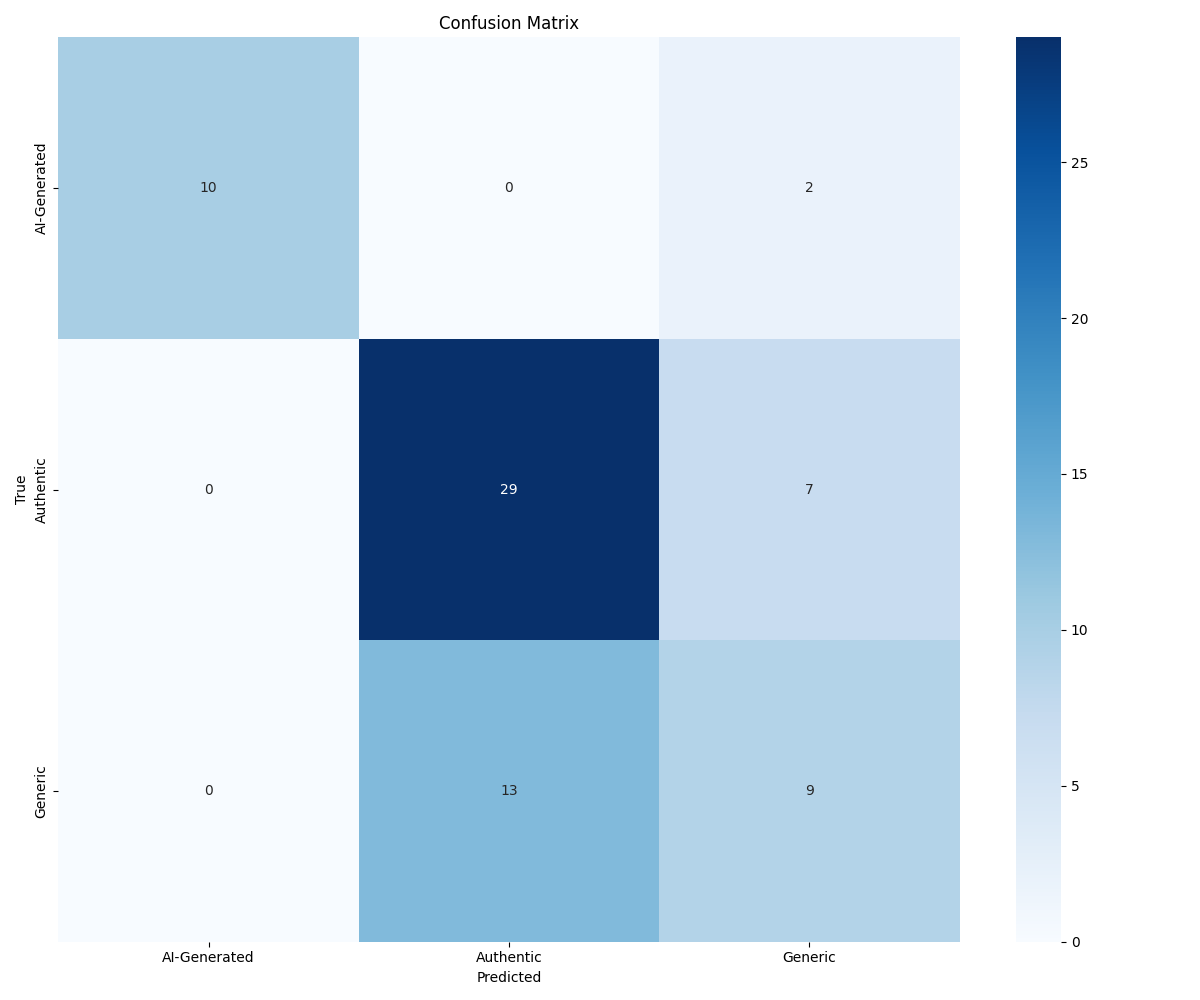 Confusion Matrix
AI-Generated
10
0
2
25
20
True
Authentic
0
29
7
15
10
Generic
0
13
9
5
0
AI-Generated
Authentic
Generic
Predicted